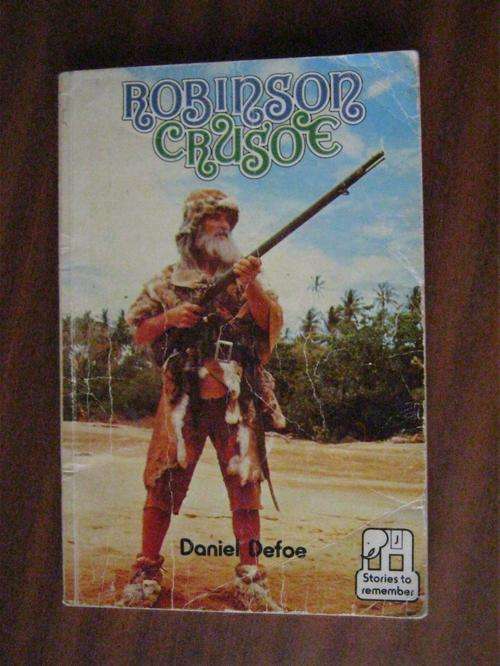 ROBINSON
CRUSOE
Daniel Defoe
Stories to
remember